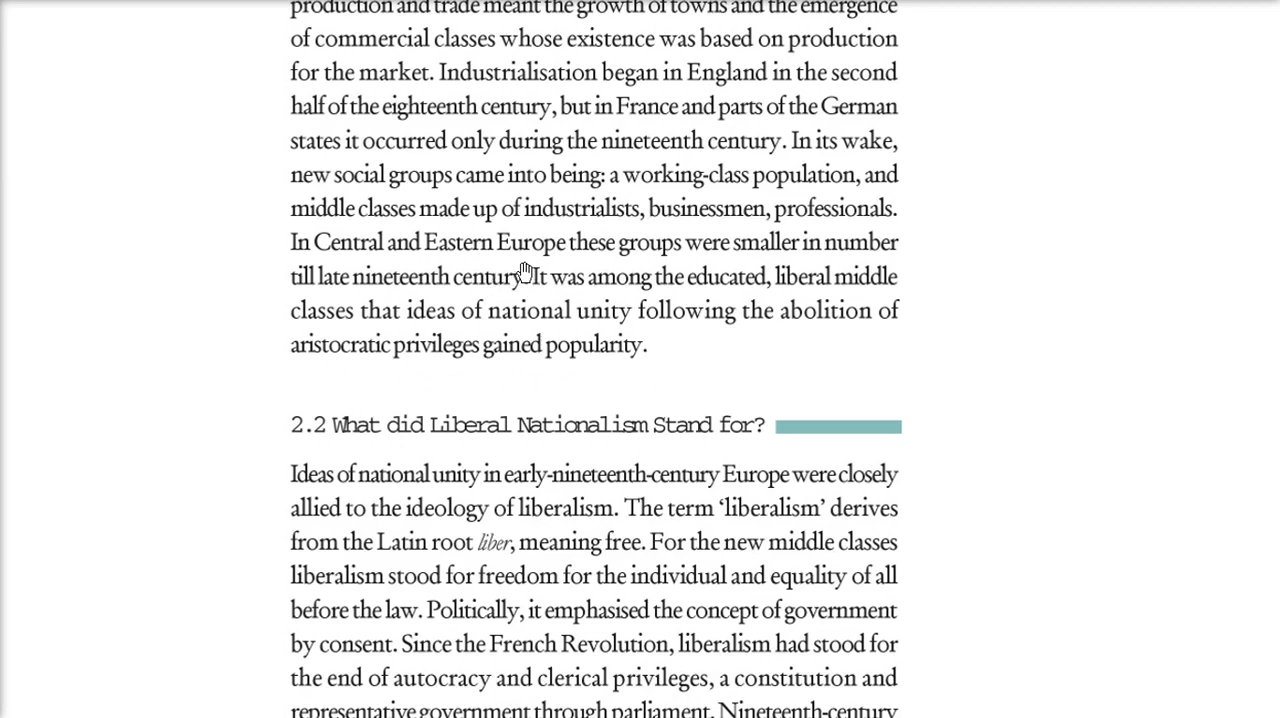 production and trade meant the growth of towns and the emergence
of commercial classes whose existence was based on production
for the market. Industrialisation began in England in the second
half of the eighteenth century, but in France and parts of the German
states it occurred only during the nineteenth century. In its wake,
new social groups came into being: a working-class population, and
middle classes made up of industrialists, businessmen, professionals.
In Central and Eastern Europe these groups were smaller in number
till late nineteenth century. It was among the educated, liberal middle
classes that ideas of national unity following the abolition of
aristocratic privileges gained popularity.
2.2 What did Liberal Nationalism Stand for?
Ideas of national unity in early-nineteenth-century Europe were closely
allied to the ideology of liberalism. The term ‘liberalism’ derives
from the Latin root liber, meaning free. For the new middle classes
liberalism stood for freedom for the individual and equality of all
before the law. Politically, it emphasised the concept of government
by consent. Since the French Revolution, liberalism had stood for
the end of autocracy and clerical privileges, a constitution and
representative government through parliament. Nineteenth-century